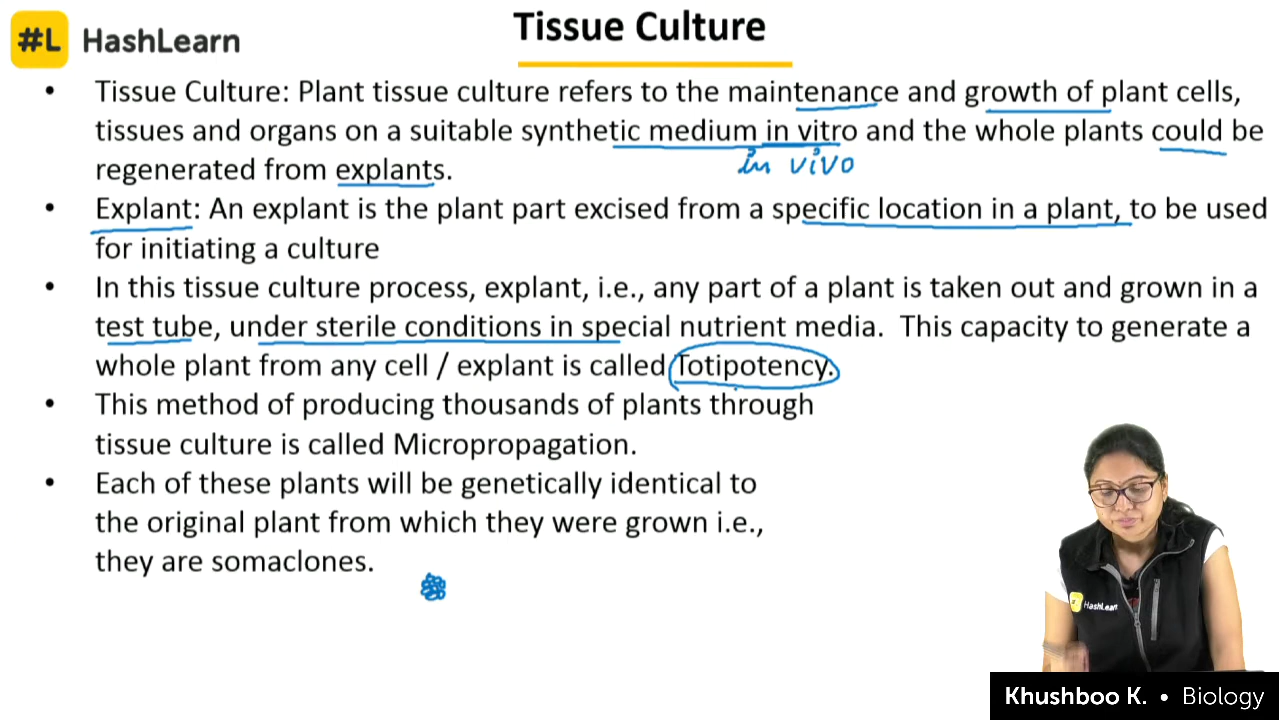 #L HashLearn
Tissue Culture
• Tissue Culture: Plant tissue culture refers to the maintenance and growth of plant cells,
tissues and organs on a suitable synthetic medium in vitro and the whole plants could be
in vivo
regenerated from explants.
• Explant: An explant is the plant part excised from a specific location in a plant, to be used
for initiating a culture
• In this tissue culture process, explant, i.e., any part of a plant is taken out and grown in a
test tube, under sterile conditions in special nutrient media. This capacity to generate a
whole plant from any cell / explant is called Totipotency.
• This method of producing thousands of plants through
tissue culture is called Micropropagation.
• Each of these plants will be genetically identical to
the original plant from which they were grown i.e.,
they are somaclones.
HashLearn
Khushboo K. • Biology